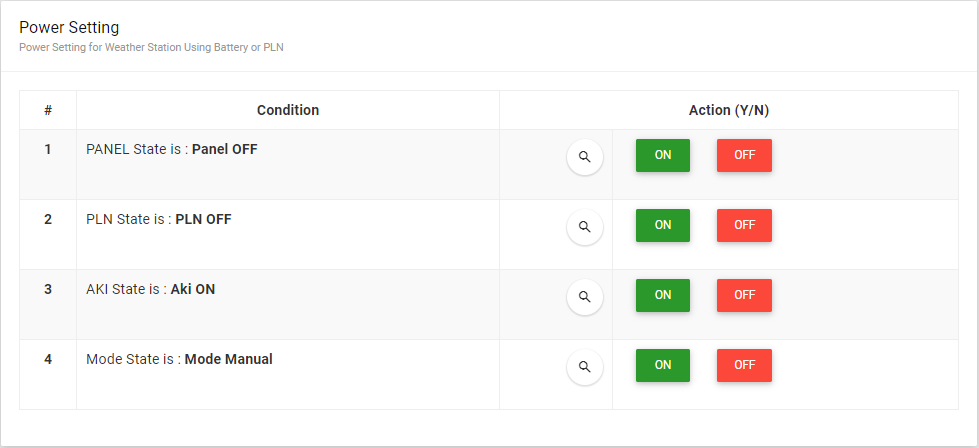 Power Setting
Power Setting for Weather Station Using Battery or PLN
# Condition Action (Y/N)
1 PANEL State is : Panel OFF ON OFF
2 PLN State is : PLN OFF ON OFF
3 AKI State is : Aki ON ON OFF
4 Mode State is : Mode Manual ON OFF